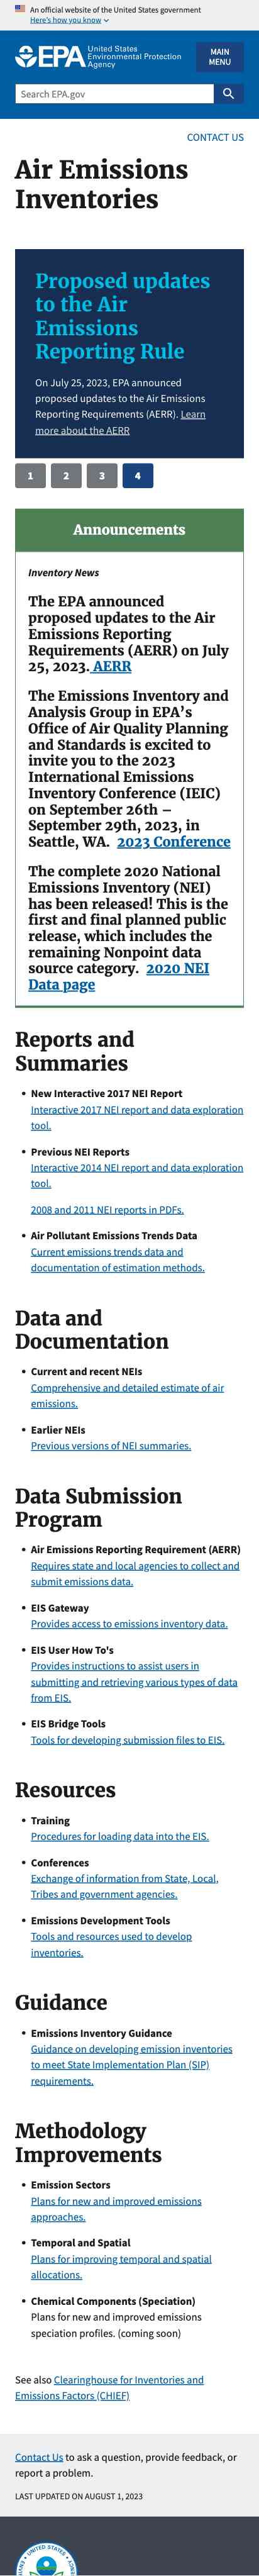 An official website of the United States government
Here's how you know
EPA
United States
Environmental Protection
Agency
MAIN
MENU
Search EPA.gov
CONTACT US
Air Emissions
Inventories
Proposed updates
to the Air
Emissions
Reporting Rule
On July 25, 2023, EPA announced
proposed updates to the Air Emissions
Reporting Requirements (AERR). Learn
more about the AERR
1 2 3 4
Announcements
Inventory News
The EPA announced
proposed updates to the Air
Emissions Reporting
Requirements (AERR) on July
25, 2023. AERR
The Emissions Inventory and
Analysis Group in EPA's
Office of Air Quality Planning
and Standards is excited to
invite you to the 2023
International Emissions
Inventory Conference (IEIC)
on September 26th –
September 29th, 2023, in
Seattle, WA. 2023 Conference
The complete 2020 National
Emissions Inventory (NEI)
has been released! This is the
first and final planned public
release, which includes the
remaining Nonpoint data
source category. 2020 NEI
Data page
Reports and
Summaries
• New Interactive 2017 NEI Report
Interactive 2017 NEI report and data exploration
tool.
• Previous NEI Reports
Interactive 2014 NEI report and data exploration
tool.
2008 and 2011 NEI reports in PDFs.
• Air Pollutant Emissions Trends Data
Current emissions trends data and
documentation of estimation methods.
Data and
Documentation
• Current and recent NEIs
Comprehensive and detailed estimate of air
emissions.
• Earlier NEIs
Previous versions of NEI summaries.
Data Submission
Program
• Air Emissions Reporting Requirement (AERR)
Requires state and local agencies to collect and
submit emissions data.
• EIS Gateway
Provides access to emissions inventory data.
• EIS User How To's
Provides instructions to assist users in
submitting and retrieving various types of data
from EIS.
• EIS Bridge Tools
Tools for developing submission files to EIS.
Resources
• Training
Procedures for loading data into the EIS.
• Conferences
Exchange of information from State, Local,
Tribes and government agencies.
• Emissions Development Tools
Tools and resources used to develop
inventories.
Guidance
• Emissions Inventory Guidance
Guidance on developing emission inventories
to meet State Implementation Plan (SIP)
requirements.
Methodology
Improvements
• Emission Sectors
Plans for new and improved emissions
approaches.
• Temporal and Spatial
Plans for improving temporal and spatial
allocations.
• Chemical Components (Speciation)
Plans for new and improved emissions
speciation profiles. (coming soon)
See also Clearinghouse for Inventories and
Emissions Factors (CHIEF)
Contact Us to ask a question, provide feedback, or
report a problem.
LAST UPDATED ON AUGUST 1, 2023
UNITED STATES